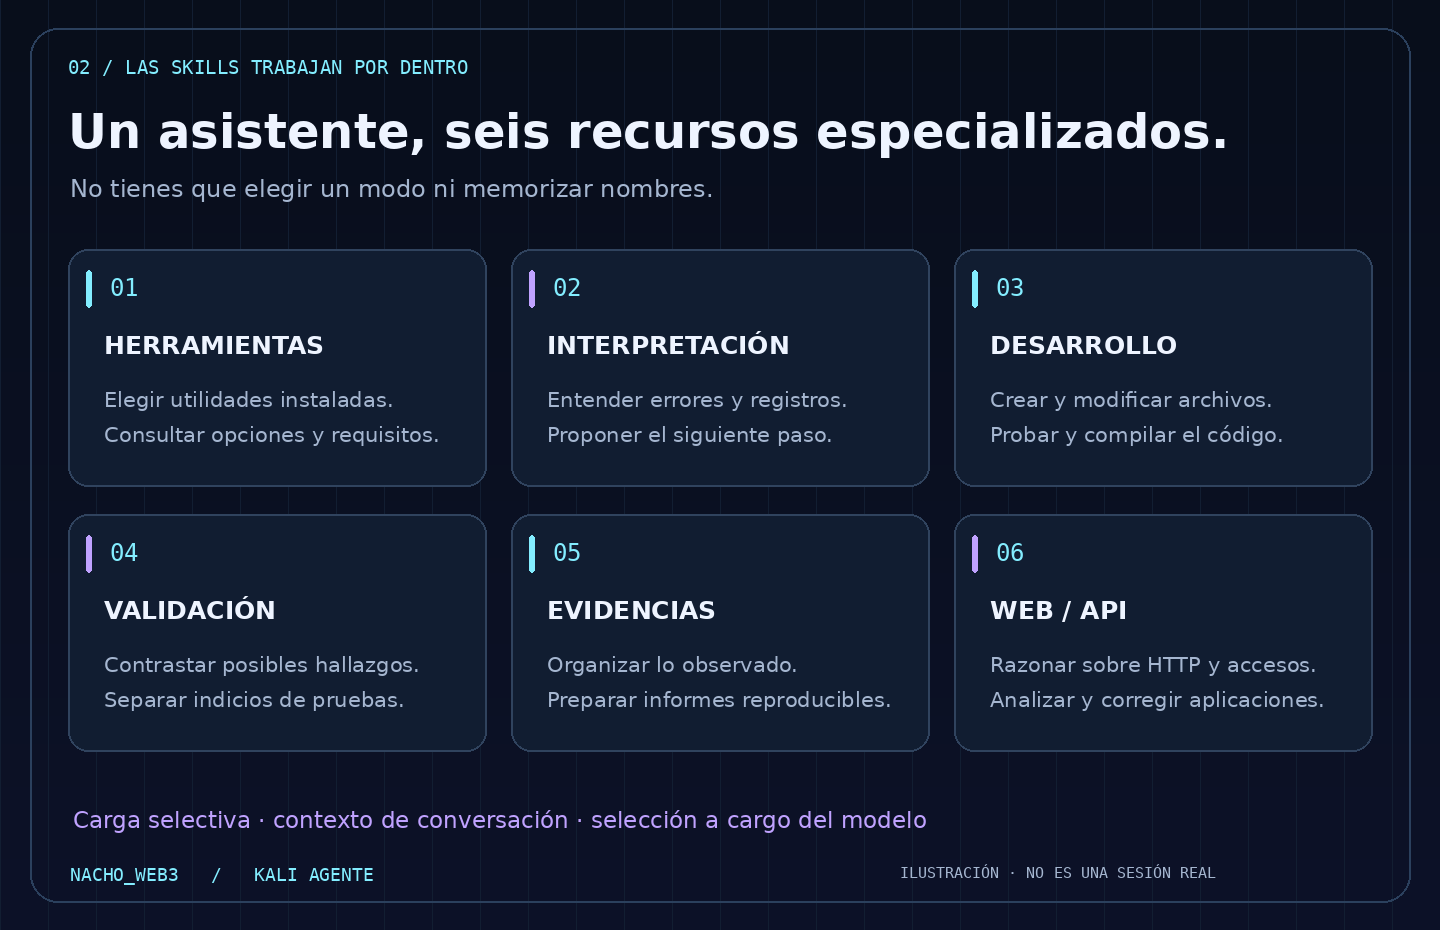 02 / LAS SKILLS TRABAJAN POR DENTRO
Un asistente, seis recursos especializados.
No tienes que elegir un modo ni memorizar nombres.
01
HERRAMIENTAS
Elegir utilidades instaladas.
Consultar opciones y requisitos.
02
INTERPRETACIÓN
Entender errores y registros.
Proponer el siguiente paso.
03
DESARROLLO
Crear y modificar archivos.
Probar y compilar el código.
04
VALIDACIÓN
Contrastar posibles hallazgos.
Separar indicios de pruebas.
05
EVIDENCIAS
Organizar lo observado.
Preparar informes reproducibles.
06
WEB / API
Razonar sobre HTTP y accesos.
Analizar y corregir aplicaciones.
Carga selectiva · contexto de conversación · selección a cargo del modelo
NACHO_WEB3 / KALI AGENTE
ILUSTRACIÓN · NO ES UNA SESIÓN REAL